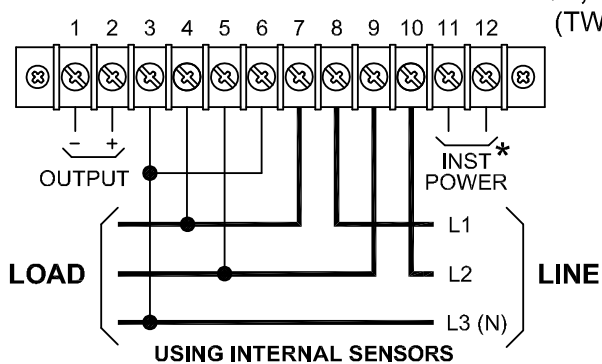 (TW
1 2 3 4 5 6 7 8 9 10 11 12
- +
OUTPUT
INST*
POWER
L1
LOAD
L2
LINE
L3 (N)
USING INTERNAL SENSORS